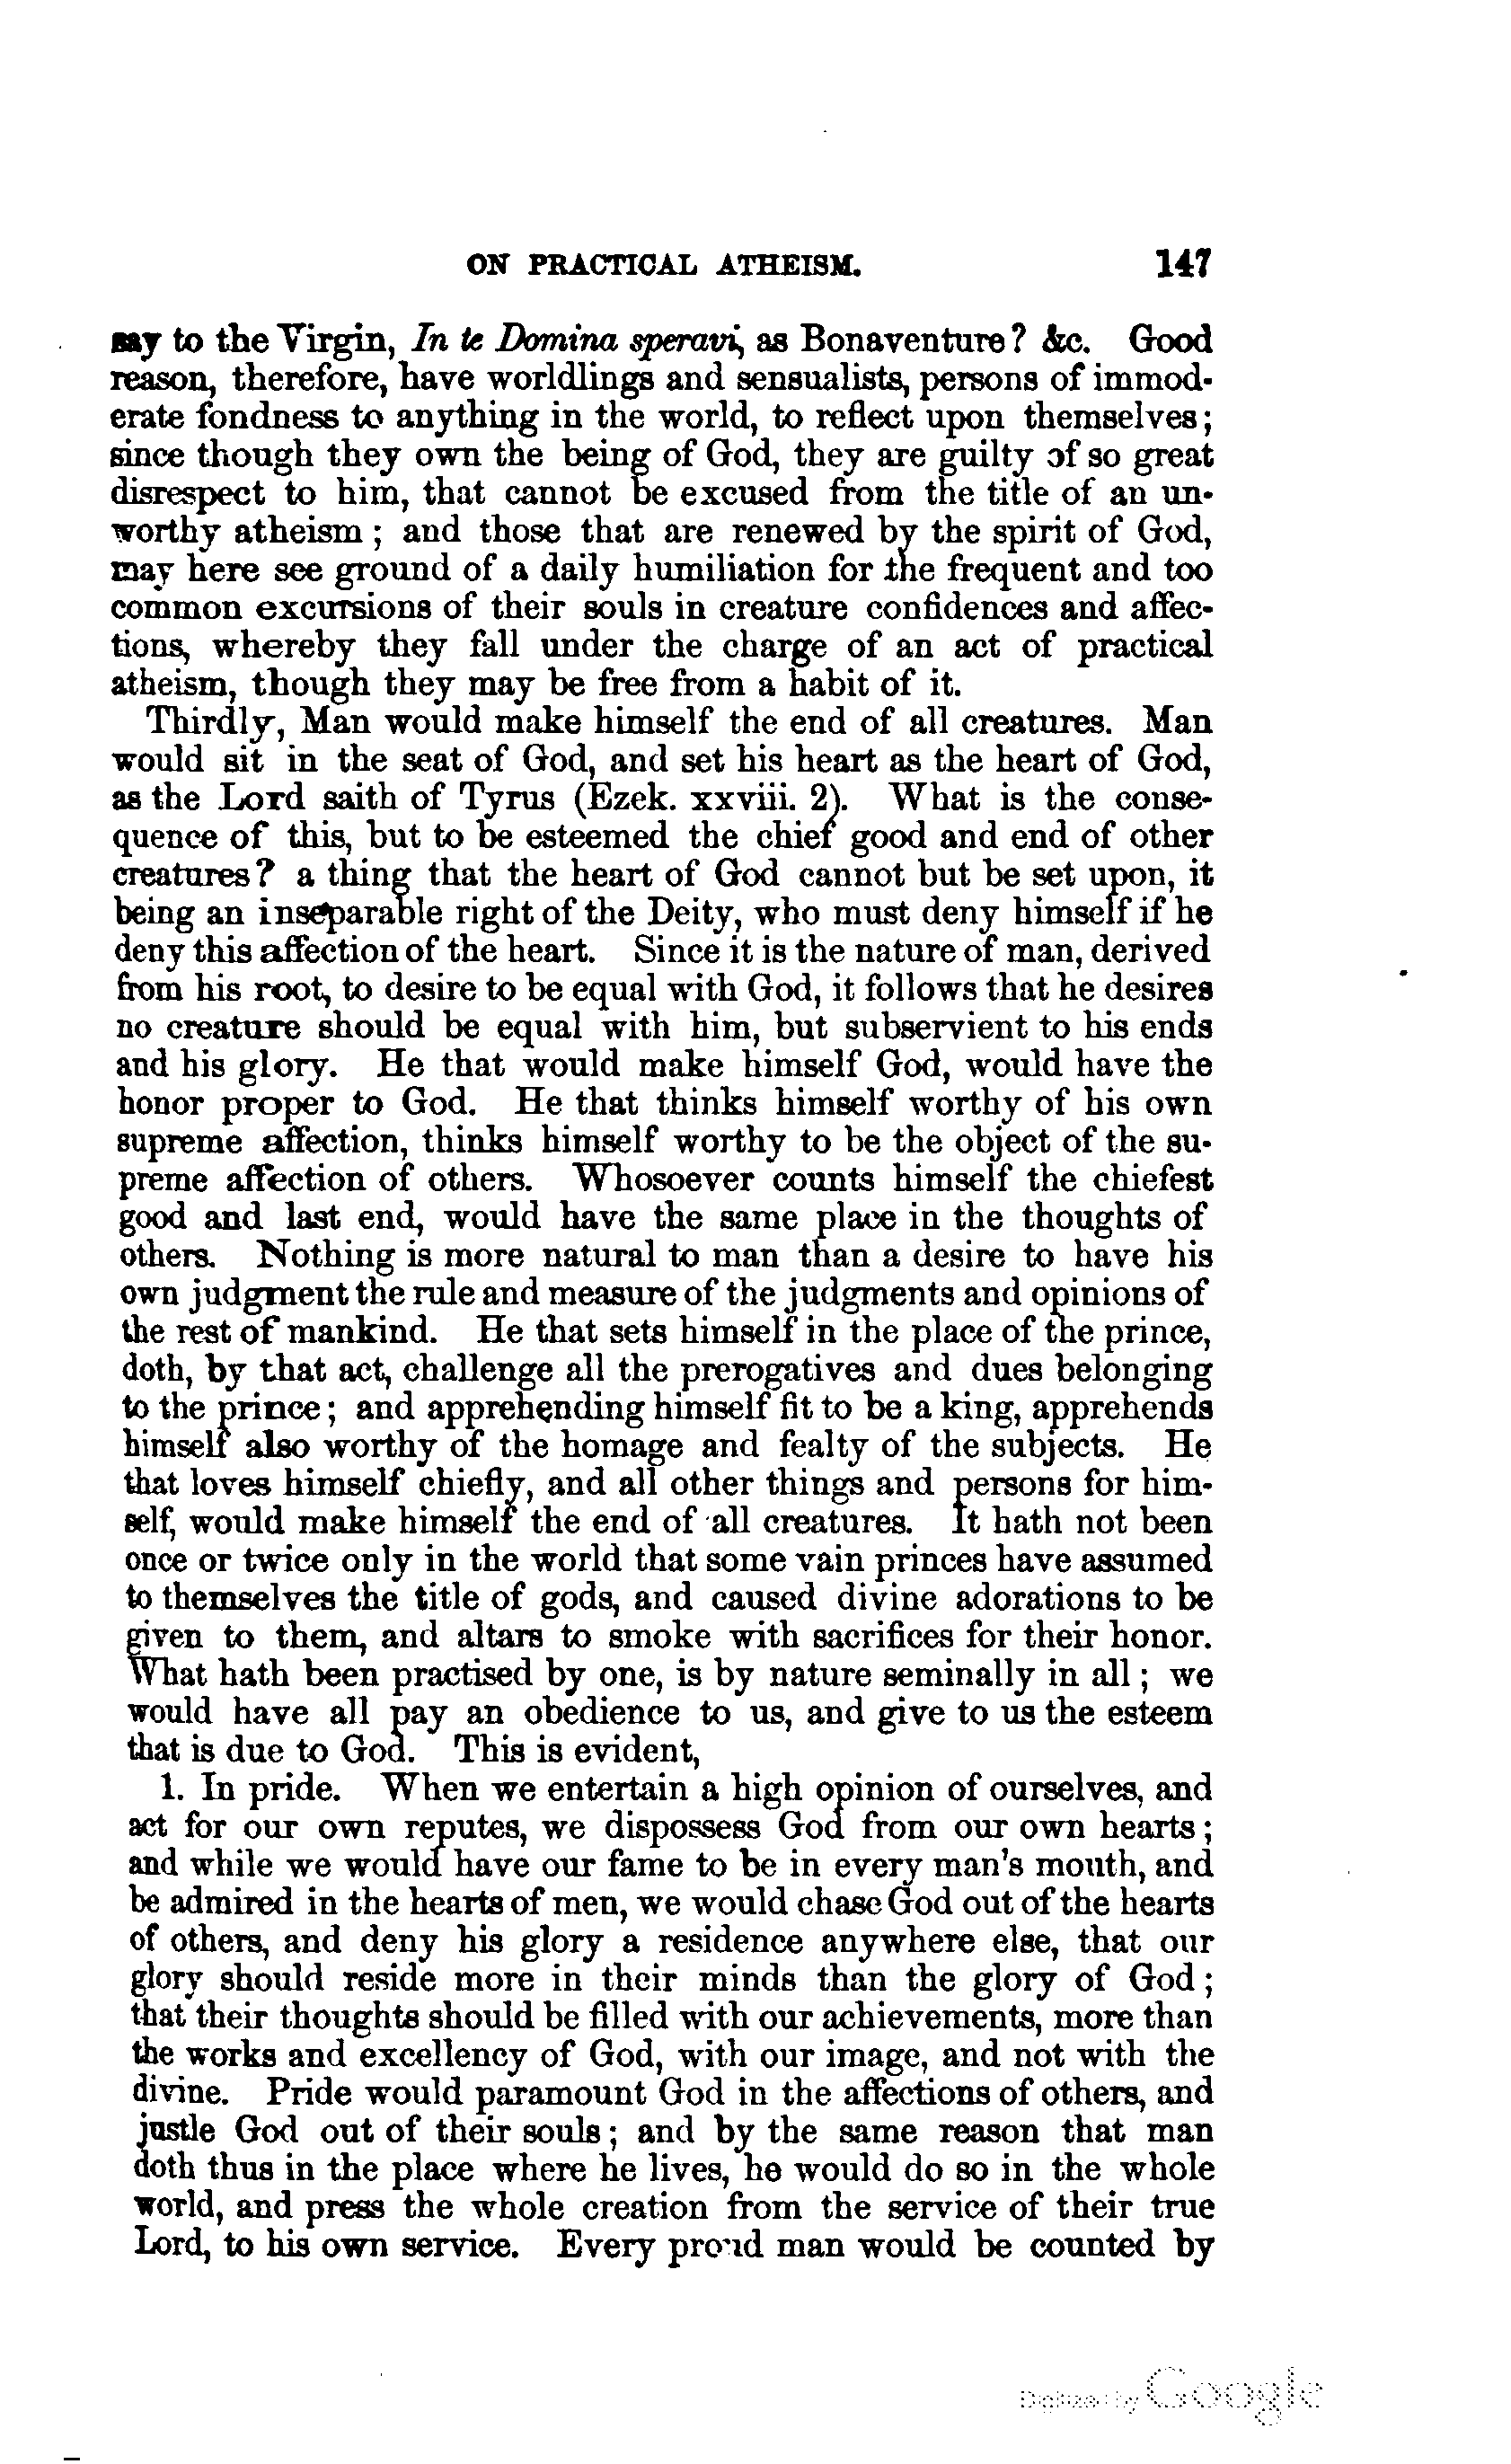 ON PRACTICAL ATHEISM. 147
say to the Virgin, In te Domina speravi, as Bonaventure? &c. Good
reason, therefore, have worldlings and sensualists, persons of immod-
erate fondness to anything in the world, to reflect upon themselves;
since though they own the being of God, they are guilty of so great
disrespect to him, that cannot be excused from the title of an un-
worthy atheism; and those that are renewed by the spirit of God,
may here see ground of a daily humiliation for the frequent and too
common excursions of their souls in creature confidences and affec-
tions, whereby they fall under the charge of an act of practical
atheism, though they may be free from a habit of it.
Thirdly, Man would make himself the end of all creatures. Man
would sit in the seat of God, and set his heart as the heart of God,
as the Lord saith of Tyrus (Ezek. xxviii. 2). What is the conse-
quence of this, but to be esteemed the chief good and end of other
creatures? a thing that the heart of God cannot but be set upon, it
being an inseparable right of the Deity, who must deny himself if he
deny this affection of the heart. Since it is the nature of man, derived
from his root, to desire to be equal with God, it follows that he desires
no creature should be equal with him, but subservient to his ends
and his glory. He that would make himself God, would have the
honor proper to God. He that thinks himself worthy of his own
supreme affection, thinks himself worthy to be the object of the su-
preme affection of others. Whosoever counts himself the chiefest
good and last end, would have the same place in the thoughts of
others. Nothing is more natural to man than a desire to have his
own judgment the rule and measure of the judgments and opinions of
the rest of mankind. He that sets himself in the place of the prince,
doth, by that act, challenge all the prerogatives and dues belonging
to the prince; and apprehending himself fit to be a king, apprehends
himself also worthy of the homage and fealty of the subjects. He
that loves himself chiefly, and all other things and persons for him-
self, would make himself the end of all creatures. It hath not been
once or twice only in the world that some vain princes have assumed
to themselves the title of gods, and caused divine adorations to be
given to them, and altars to smoke with sacrifices for their honor.
What hath been practised by one, is by nature seminally in all; we
would have all pay an obedience to us, and give to us the esteem
that is due to God. This is evident,
1. In pride. When we entertain a high opinion of ourselves, and
act for our own reputes, we dispossess God from our own hearts;
and while we would have our fame to be in every man's mouth, and
be admired in the hearts of men, we would chase God out of the hearts
of others, and deny his glory a residence anywhere else, that our
glory should reside more in their minds than the glory of God;
that their thoughts should be filled with our achievements, more than
the works and excellency of God, with our image, and not with the
divine. Pride would paramount God in the affections of others, and
justle God out of their souls; and by the same reason that man
doth thus in the place where he lives, he would do so in the whole
world, and press the whole creation from the service of their true
Lord, to his own service. Every proud man would be counted by
Digitized by Google